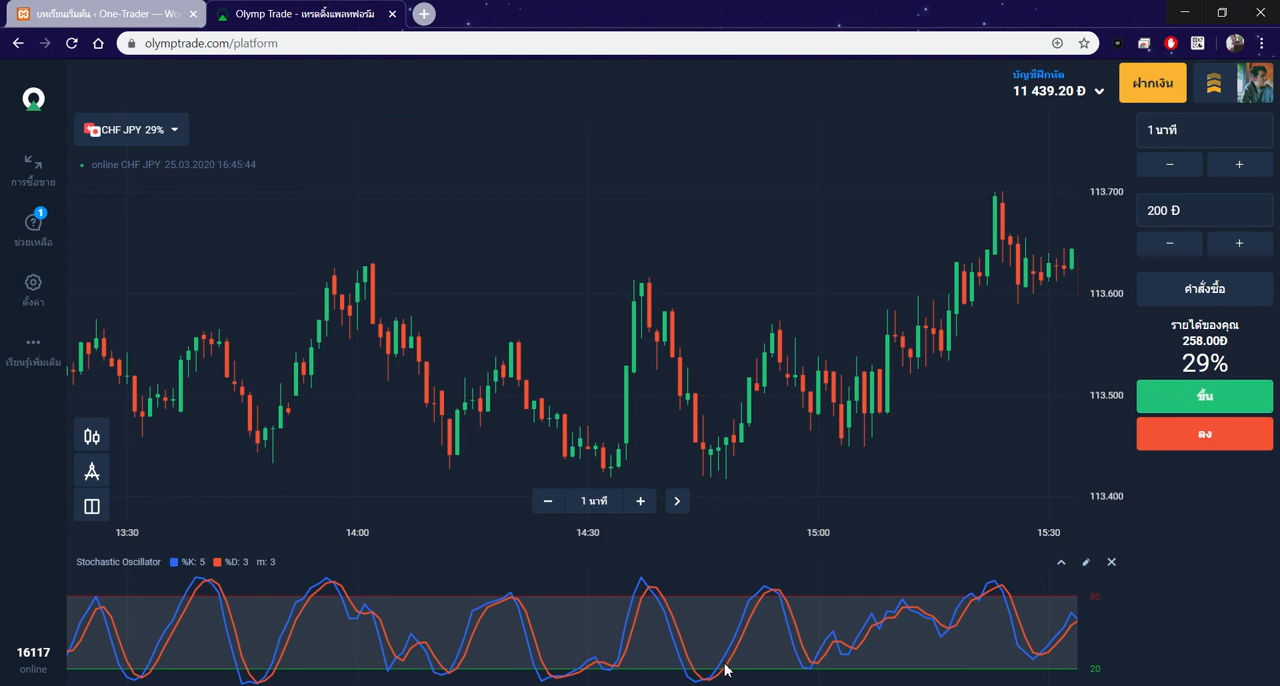 บทเรียนเริ่มต้น ‹ One-Trader — Wo
Olymp Trade - เทรดดิ้งแพลทฟอร์ม
olymptrade.com/platform
บัญชีฝึกหัด
11 439.20 Đ
ฝากเงิน
CHF JPY 29%
online CHF JPY 25.03.2020 16:45:44
การซื้อขาย
1
ช่วยเหลือ
ตั้งค่า
เรียนรู้เพิ่มเติม
113.700
113.600
113.500
113.400
1 นาที
13:30
14:00
14:30
15:00
15:30
Stochastic Oscillator %K: 5 %D: 3 m: 3
80
20
16117
online
1 นาที
200 Đ
คำสั่งซื้อ
รายได้ของคุณ
258.00Đ
29%
ขึ้น
ลง